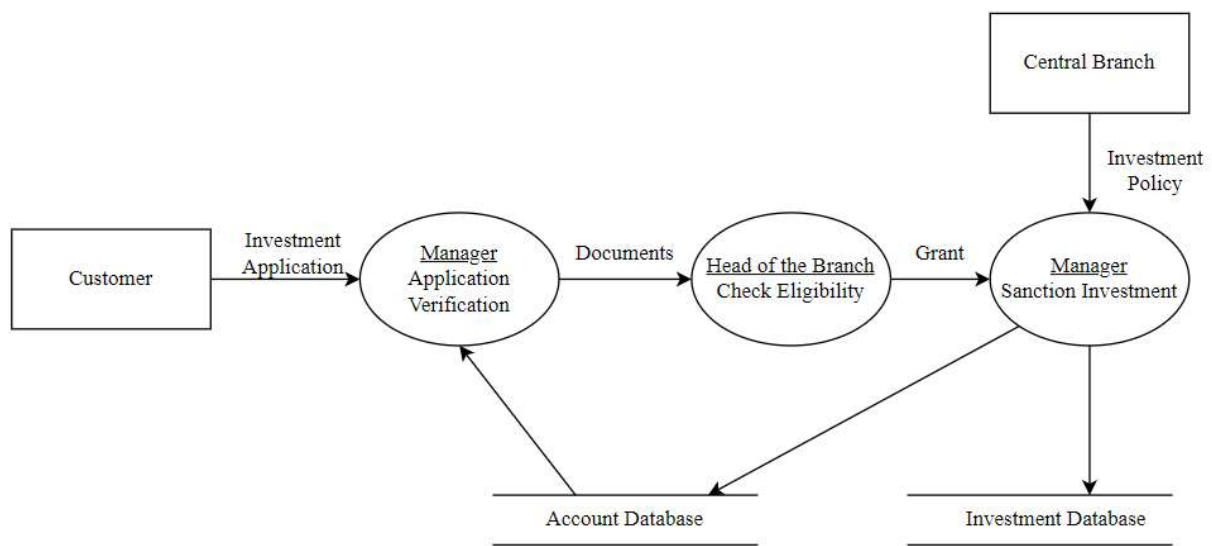 Central Branch
Investment
Policy
Customer
Investment
Application
Manager
Application
Verification
Documents
Head of the Branch
Check Eligibility
Grant
Manager
Sanction Investment
Account Database
Investment Database